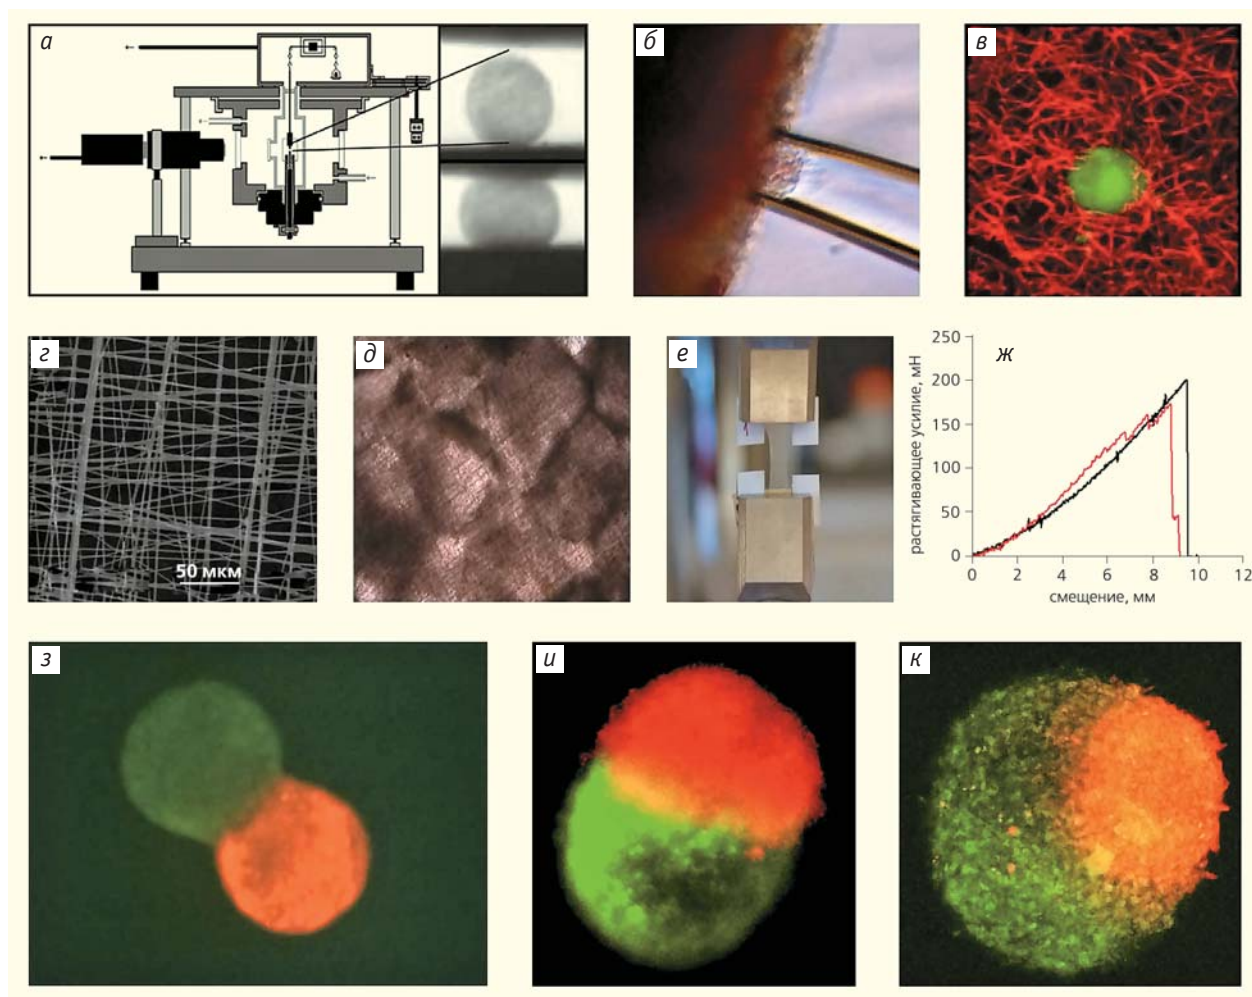 а
б
в
г
50 мкм
д
е
ж
250
200
150
100
50
0
растягивающее усилие, мН
0 2 4 6 8 10 12
смещение, мм
з
и
к